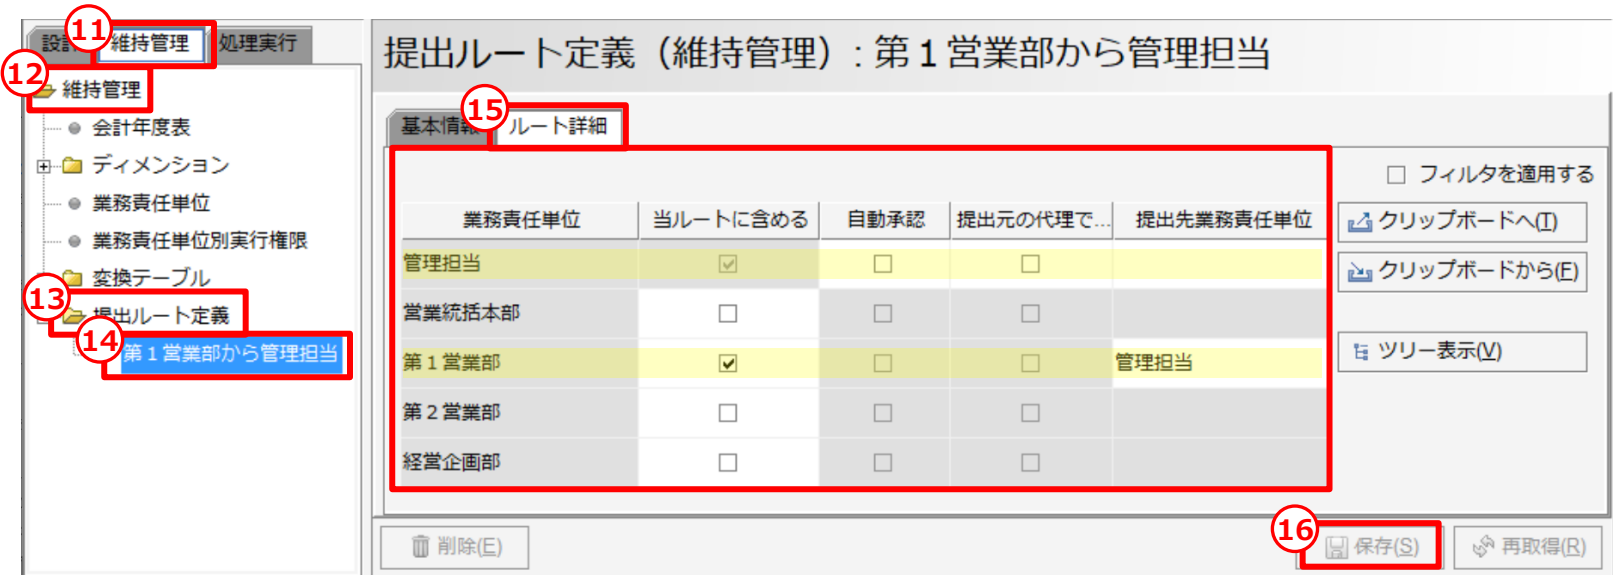 11
設計 維持管理 処理実行
12
維持管理
会計年度表
ディメンション
業務責任単位
業務責任単位別実行権限
変換テーブル
13
提出ルート定義
14
第1営業部から管理担当
提出ルート定義（維持管理）: 第1営業部から管理担当
15
基本情報 ルート詳細
フィルタを適用する
業務責任単位 当ルートに含める 自動承認 提出元の代理で... 提出先業務責任単位
管理担当
営業統括本部
第1営業部 管理担当
第2営業部
経営企画部
クリップボードへ(T)
クリップボードから(F)
ツリー表示(V)
削除(E)
16
保存(S)
再取得(R)